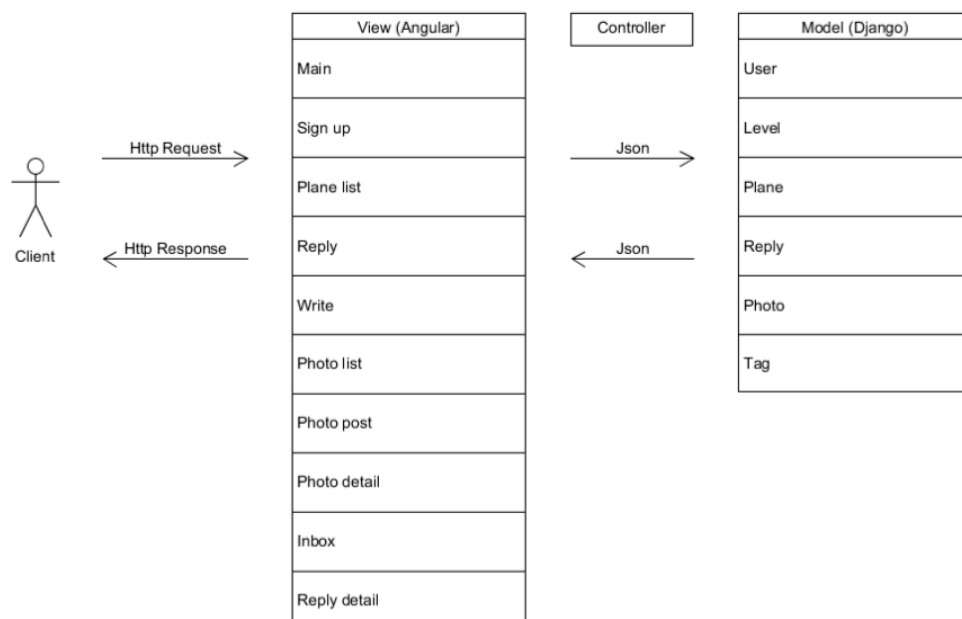 View (Angular)
Controller
Model (Django)
Main
User
Sign up
Level
Http Request
Json
Plane list
Plane
Client
Http Response
Reply
Json
Reply
Write
Photo
Photo list
Tag
Photo post
Photo detail
Inbox
Reply detail